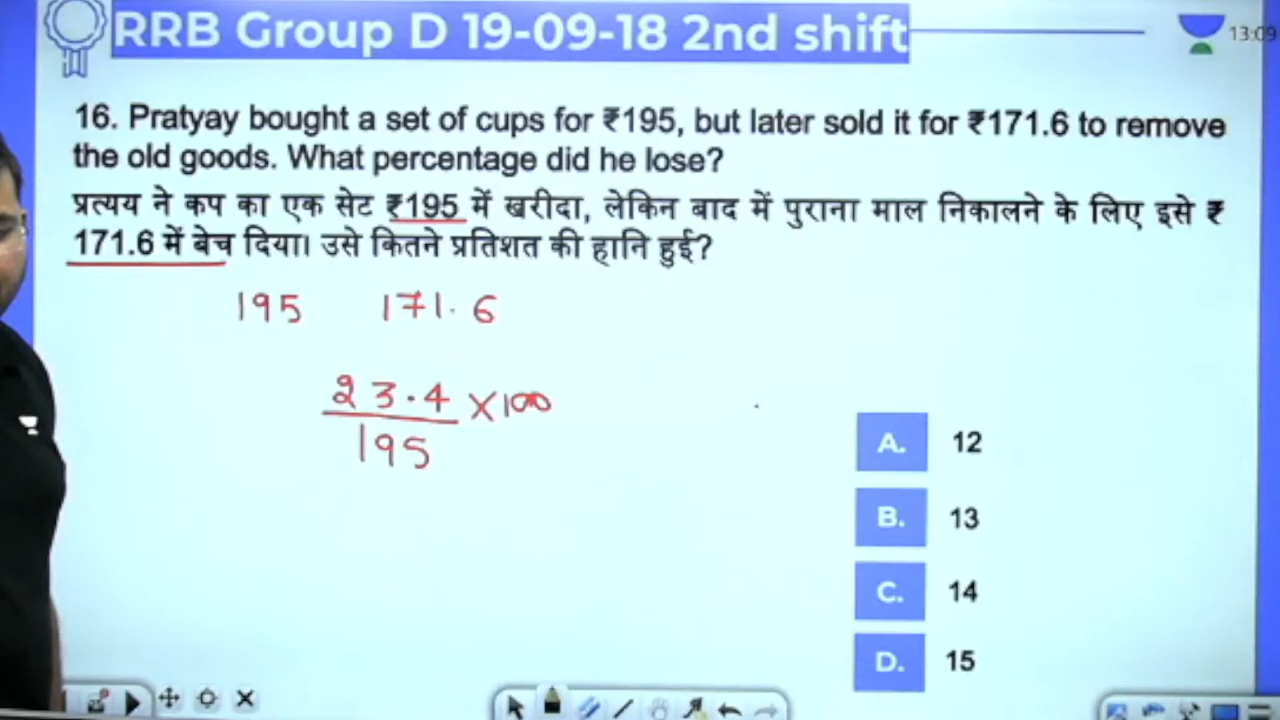 RRB Group D 19-09-18 2nd shift
13:09
16. Pratyay bought a set of cups for ₹195, but later sold it for ₹171.6 to remove
the old goods. What percentage did he lose?
प्रत्यय ने कप का एक सेट ₹195 में खरीदा, लेकिन बाद में पुराना माल निकालने के लिए इसे ₹
171.6 में बेच दिया। उसे कितने प्रतिशत की हानि हुई?
195 171.6
23.4 ×100
195
A. 12
B. 13
C. 14
D. 15